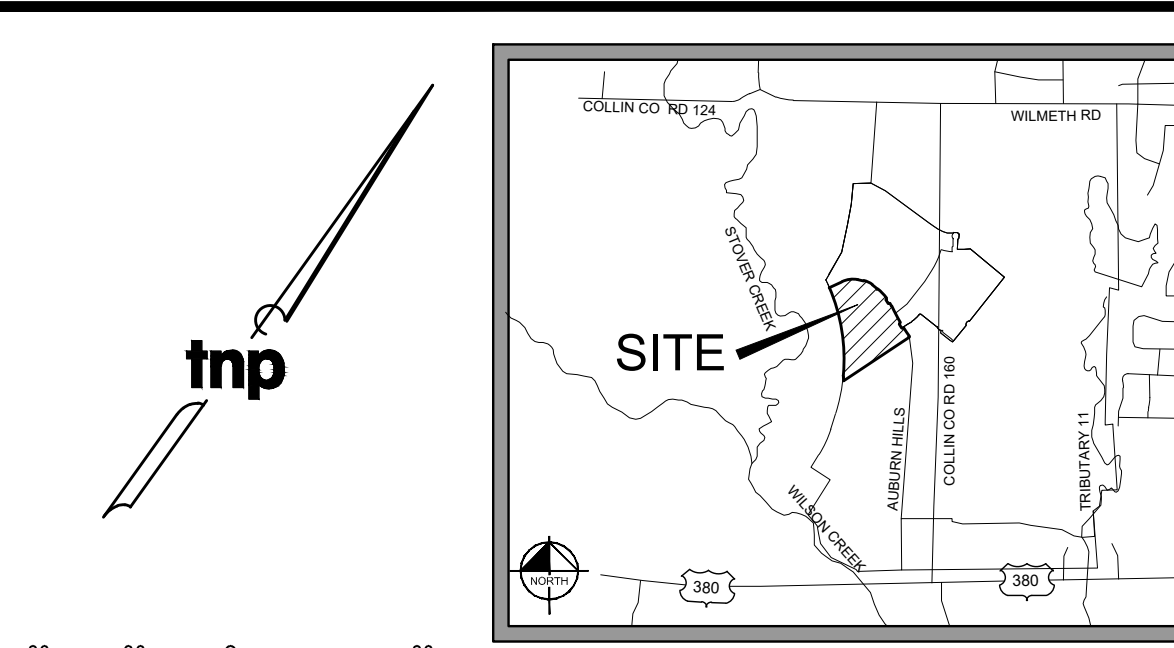 COLLIN CO RD 124
WILMETH RD
STOVER CREEK
SITE
tnp
COLLIN CO RD 160
AUBURN HILLS
TRIBUTARY 11
WILSON CREEK
NORTH
380
380